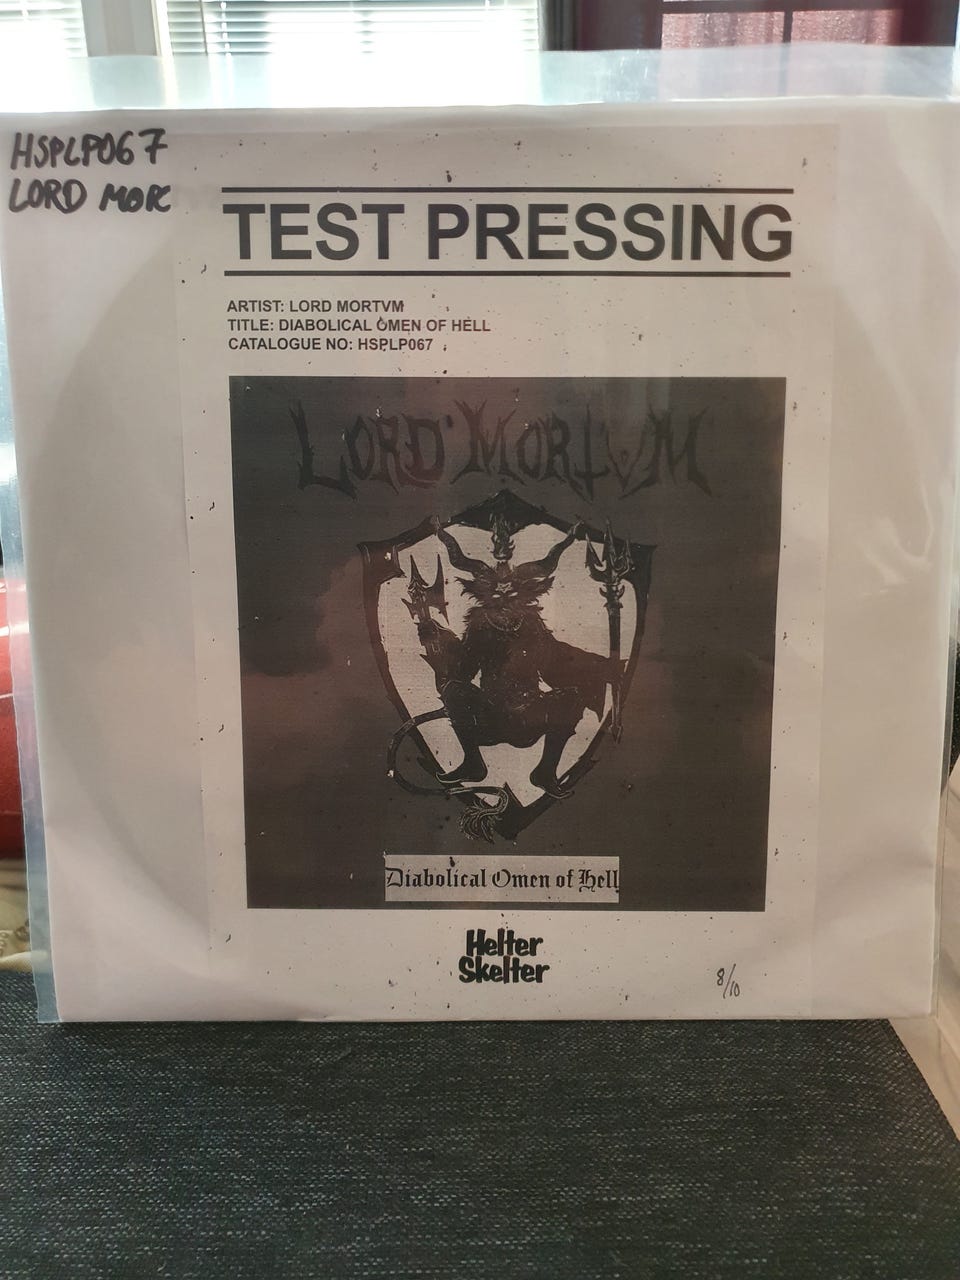 HSPLP067
LORD MOR
TEST PRESSING
ARTIST: LORD MORTVM
TITLE: DIABOLICAL OMEN OF HELL
CATALOGUE NO: HSPLP067
LORD MORTVM
Diabolical Omen of Hell
Helter
Skelter
8/10